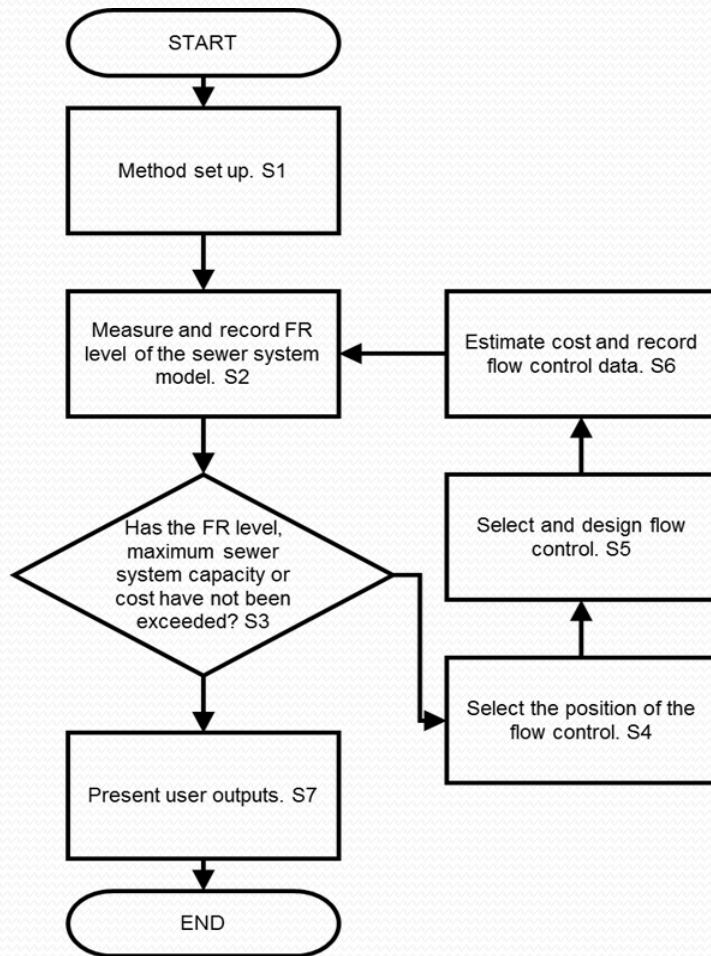 START
Method set up. S1
Measure and record FR
level of the sewer system
model. S2
Estimate cost and record
flow control data. S6
Has the FR level,
maximum sewer
system capacity or
cost have not been
exceeded? S3
Select and design flow
control. S5
Select the position of the
flow control. S4
Present user outputs. S7
END